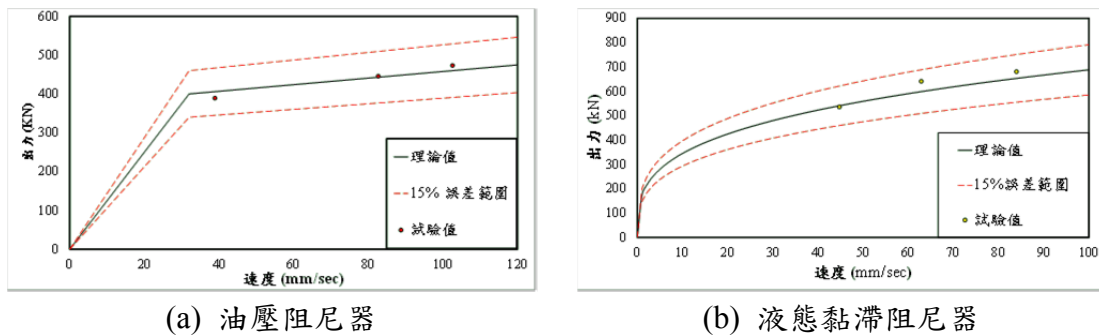 600
500
400
300
200
100
0
出力 (kN)
理論值
15% 誤差範圍
試驗值
0 20 40 60 80 100 120
速度 (mm/sec)
(a) 油壓阻尼器
900
800
700
600
500
400
300
200
100
0
出力 (kN)
理論值
15%誤差範圍
試驗值
0 10 20 30 40 50 60 70 80 90 100
速度 (mm/sec)
(b) 液態黏滯阻尼器